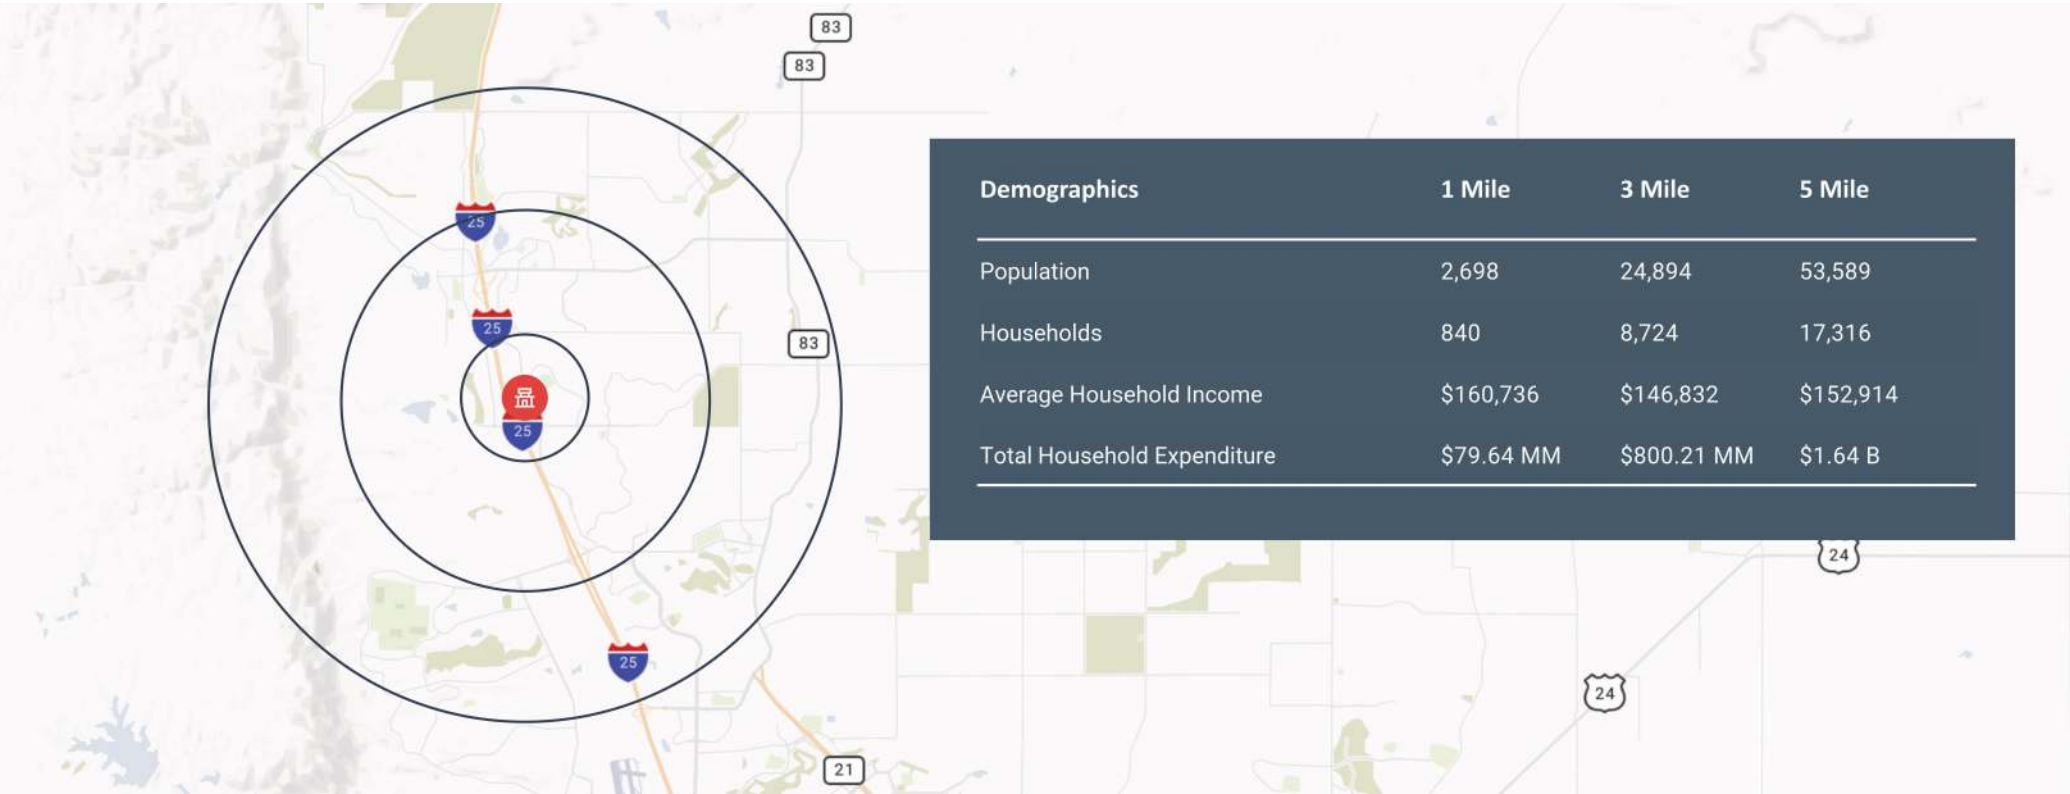 83
83
Demographics 1 Mile 3 Mile 5 Mile
25
Population 2,698 24,894 53,589
25
Households 840 8,724 17,316
83
Average Household Income $160,736 $146,832 $152,914
25
Total Household Expenditure $79.64 MM $800.21 MM $1.64 B
24
25
24
21